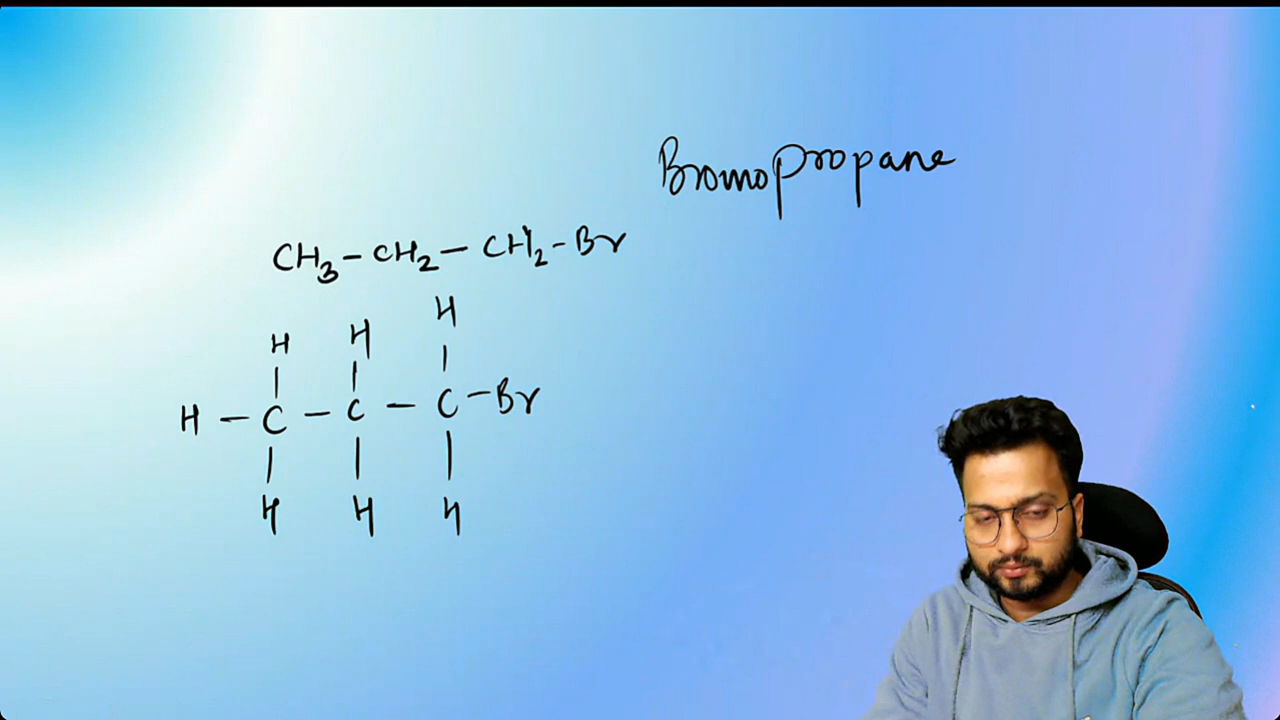 Bromopropane
CH3-CH2-CH2-Br
H H H
H-C-C-C-Br
H H H